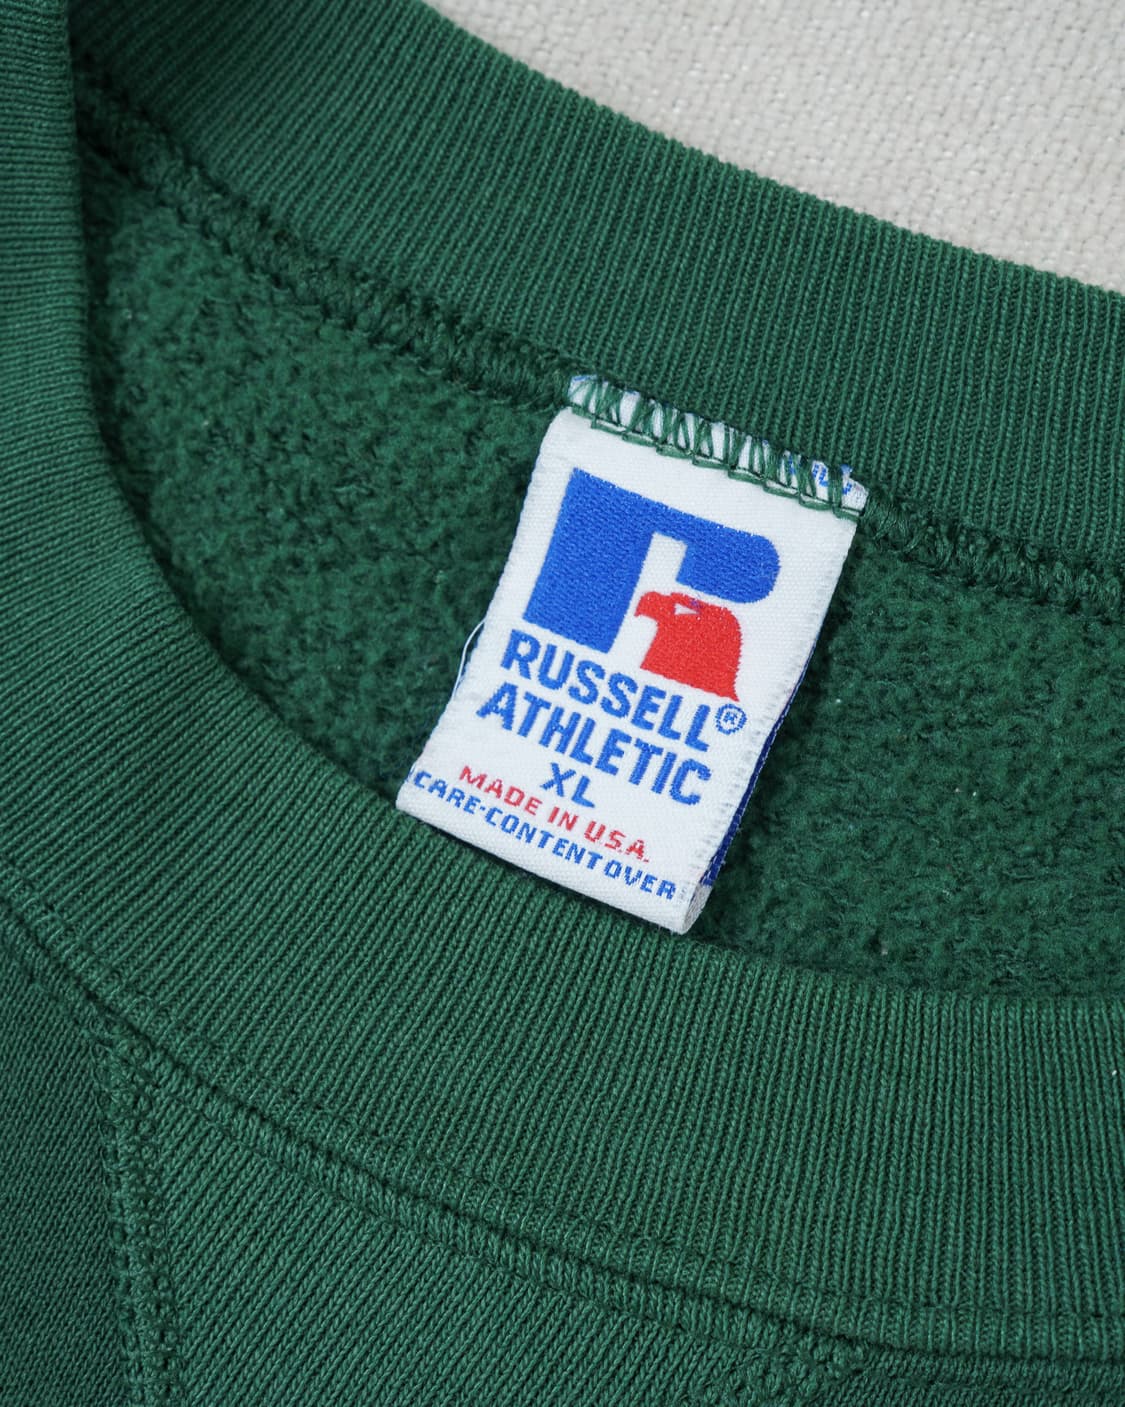 RUSSELL®
ATHLETIC
XL
MADE IN U.S.A.
CARE-CONTENT OVER